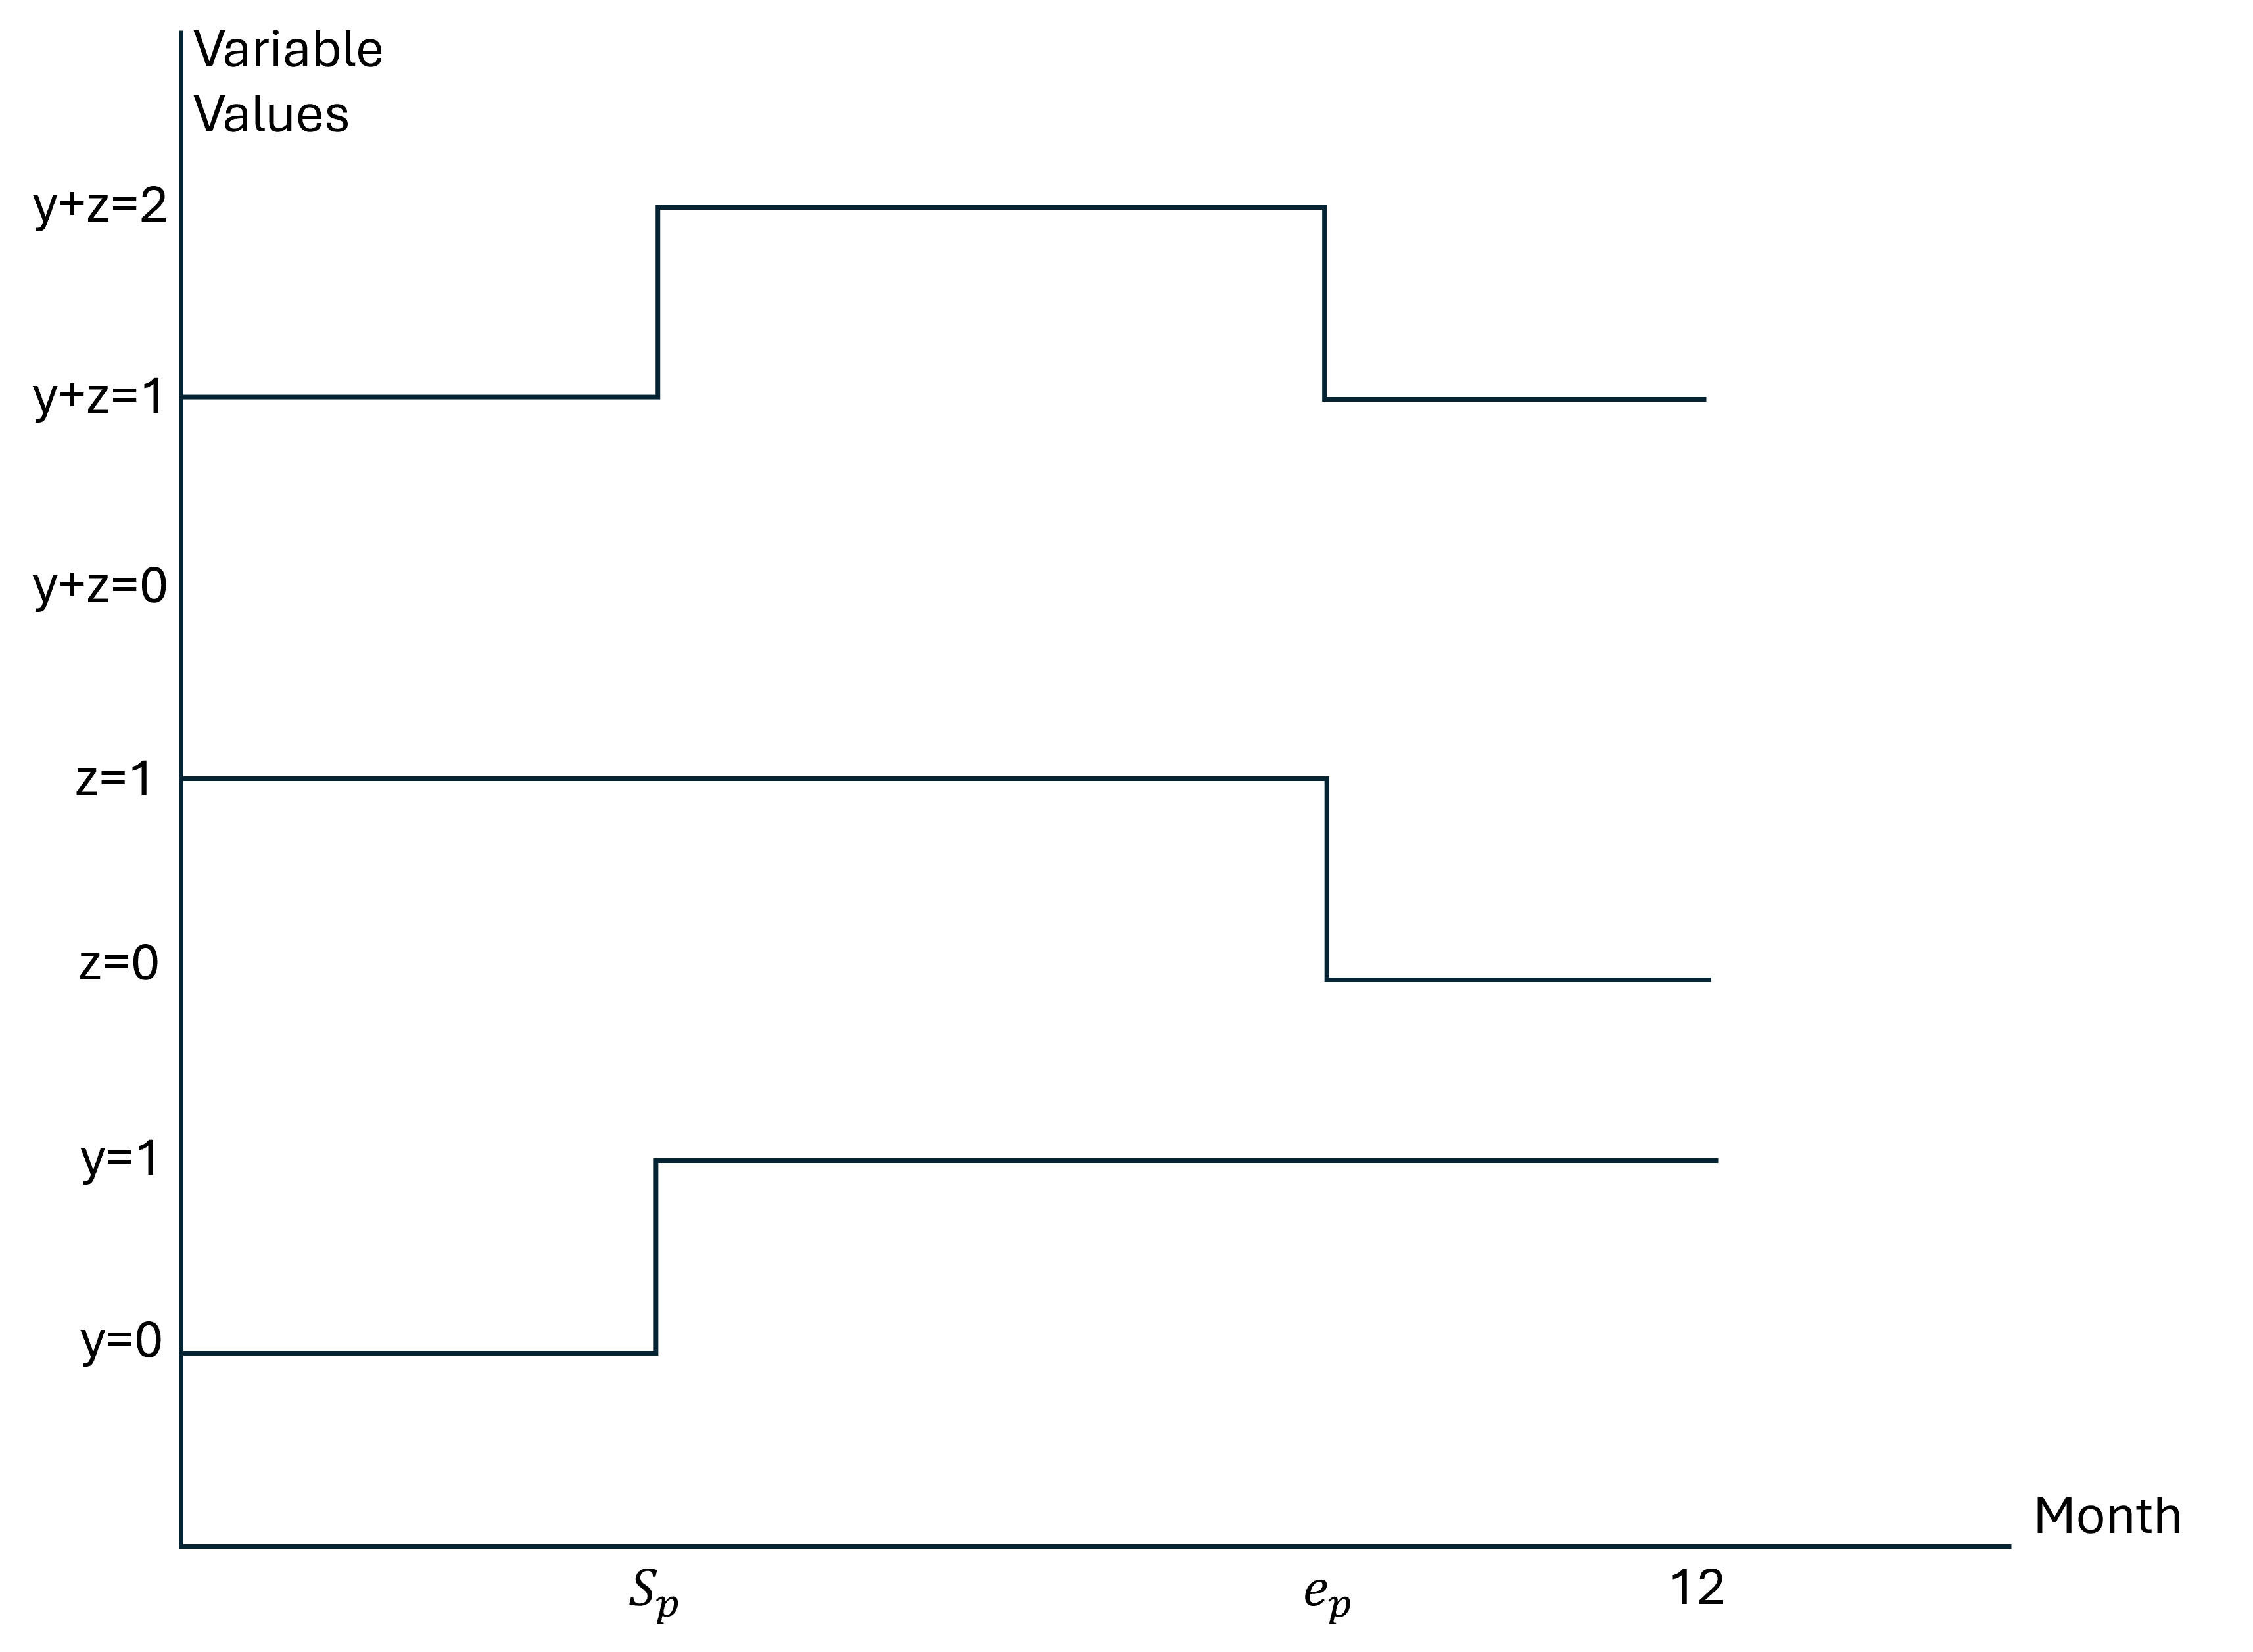 Variable
Values
y+z=2
y+z=1
y+z=0
z=1
z=0
y=1
y=0
Month
Sₚ
eₚ
12